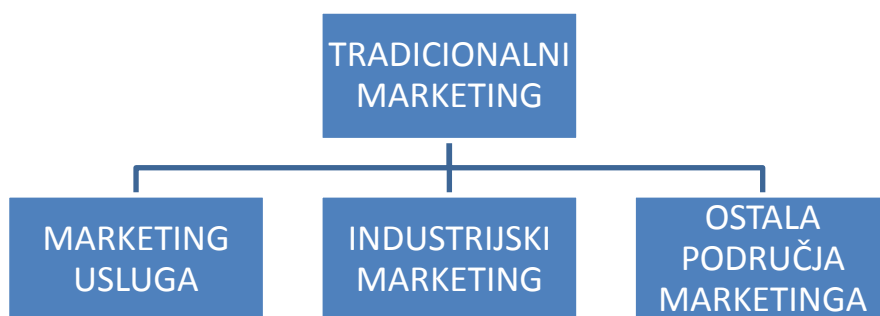 TRADICIONALNI
MARKETING
MARKETING
USLUGA
INDUSTRIJSKI
MARKETING
OSTALA
PODRUČJA
MARKETINGA